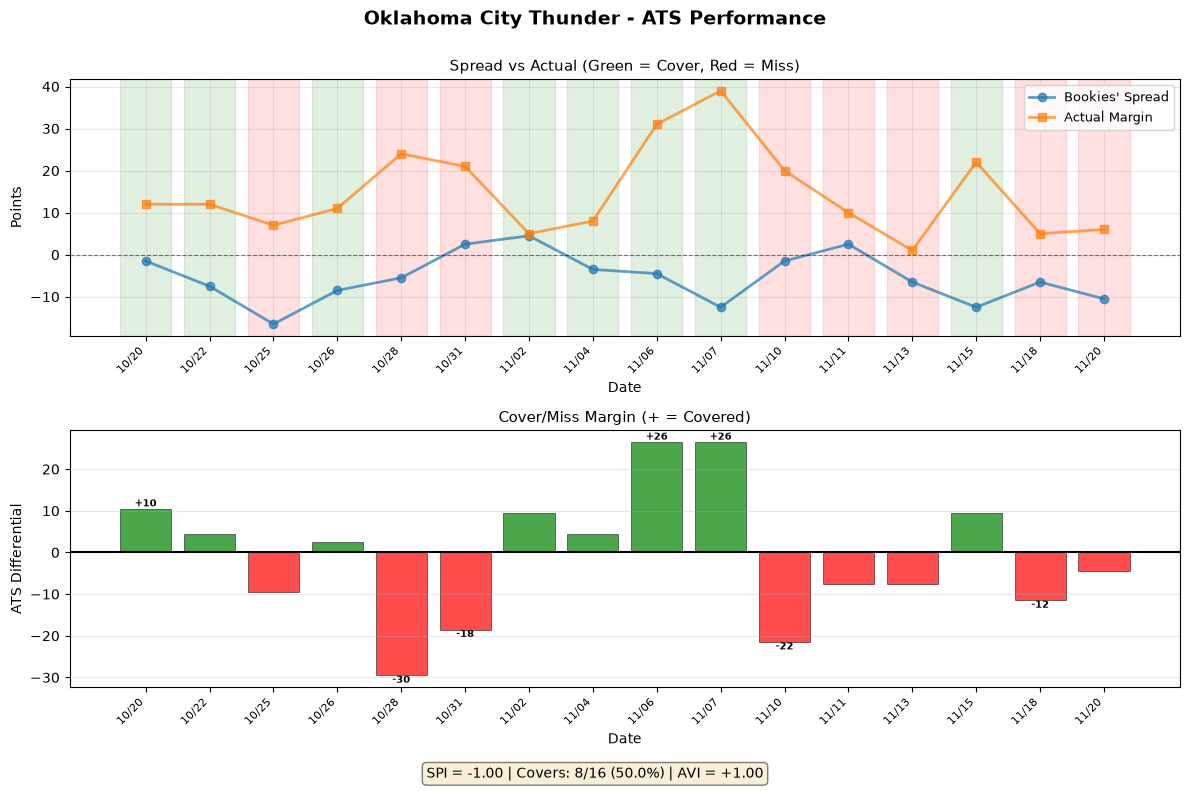 Oklahoma City Thunder - ATS Performance
Spread vs Actual (Green = Cover, Red = Miss)
Points
40
30
20
10
0
−10
Bookies' Spread
Actual Margin
10/20 10/22 10/25 10/26 10/28 10/31 11/02 11/04 11/06 11/07 11/10 11/11 11/13 11/15 11/18 11/20
Date
Cover/Miss Margin (+ = Covered)
ATS Differential
20
10
0
−10
−20
−30
+10 -30 -18 +26 +26 -22 -12
10/20 10/22 10/25 10/26 10/28 10/31 11/02 11/04 11/06 11/07 11/10 11/11 11/13 11/15 11/18 11/20
Date
SPI = -1.00 | Covers: 8/16 (50.0%) | AVI = +1.00